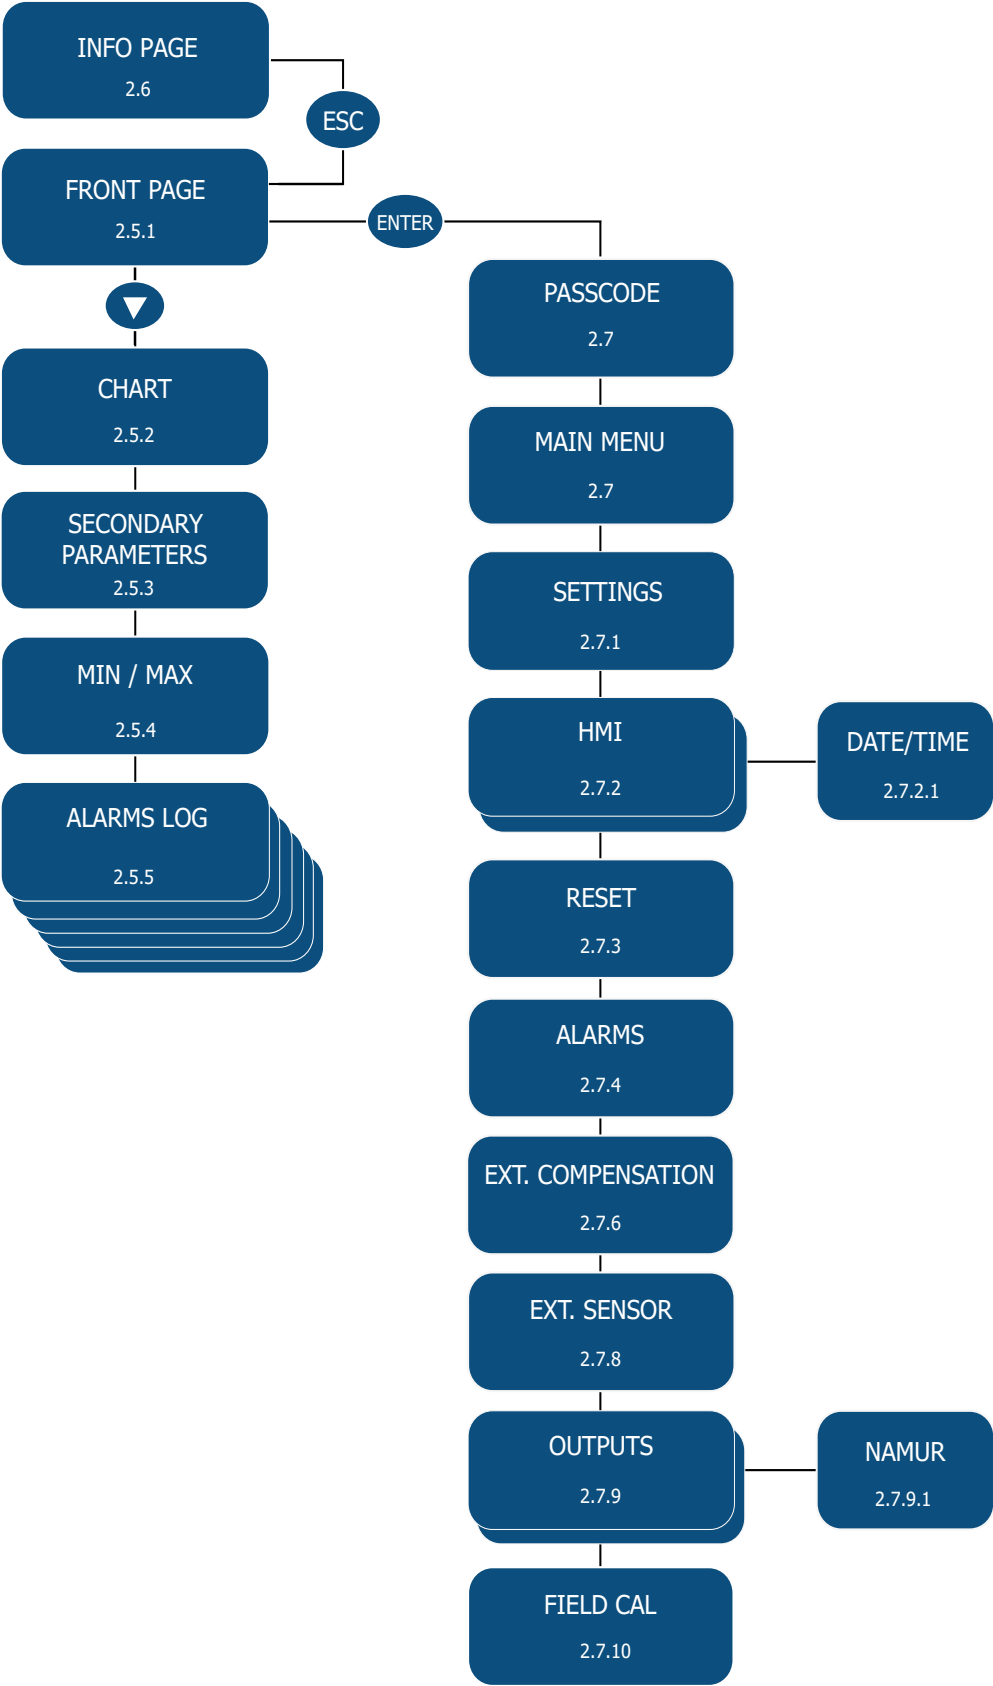 INFO PAGE
2.6
ESC
FRONT PAGE
2.5.1
ENTER
CHART
2.5.2
SECONDARY
PARAMETERS
2.5.3
MIN / MAX
2.5.4
ALARMS LOG
2.5.5
PASSCODE
2.7
MAIN MENU
2.7
SETTINGS
2.7.1
HMI
2.7.2
DATE/TIME
2.7.2.1
RESET
2.7.3
ALARMS
2.7.4
EXT. COMPENSATION
2.7.6
EXT. SENSOR
2.7.8
OUTPUTS
2.7.9
NAMUR
2.7.9.1
FIELD CAL
2.7.10